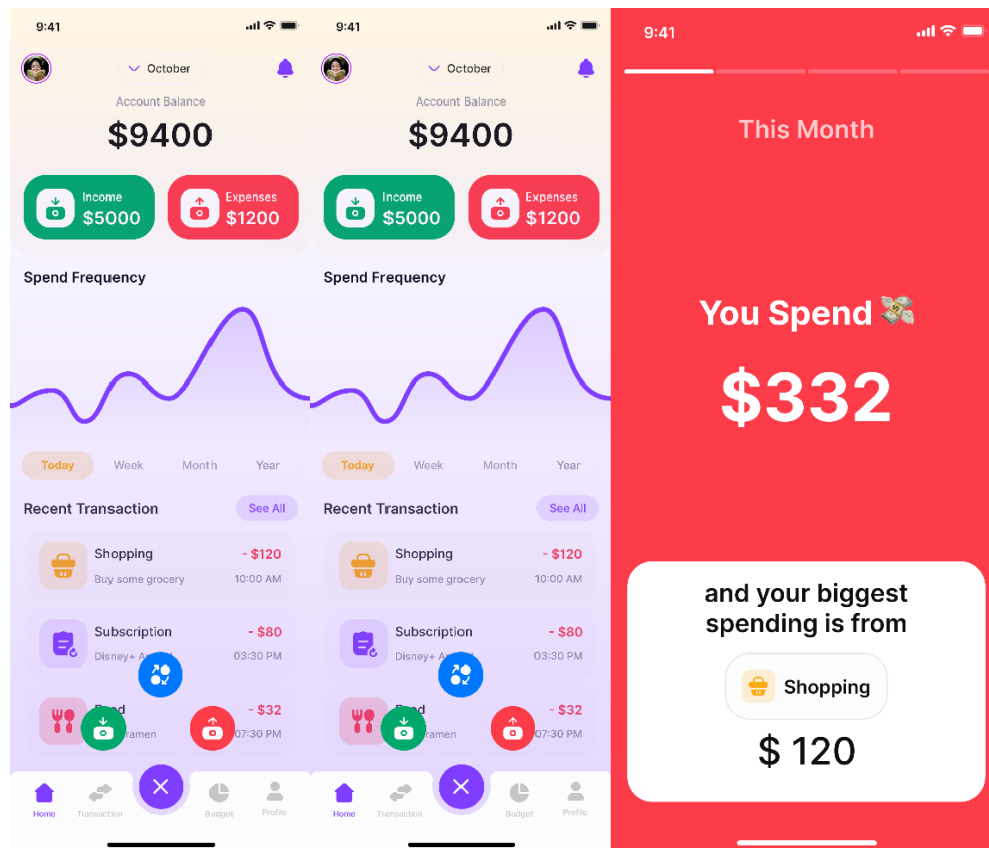 9:41
October
Account Balance
$9400
Income
$5000
Expenses
$1200
Spend Frequency
Today Week Month Year
Recent Transaction See All
Shopping - $120
Buy some grocery 10:00 AM
Subscription - $80
Disney+ 03:30 PM
- $32
ramen 07:30 PM
Home Transaction Budget Profile
9:41
October
Account Balance
$9400
Income
$5000
Expenses
$1200
Spend Frequency
Today Week Month Year
Recent Transaction See All
Shopping - $120
Buy some grocery 10:00 AM
Subscription - $80
Disney+ 03:30 PM
- $32
ramen 07:30 PM
Home Transaction Budget Profile
9:41
This Month
You Spend
$332
and your biggest
spending is from
Shopping
$ 120